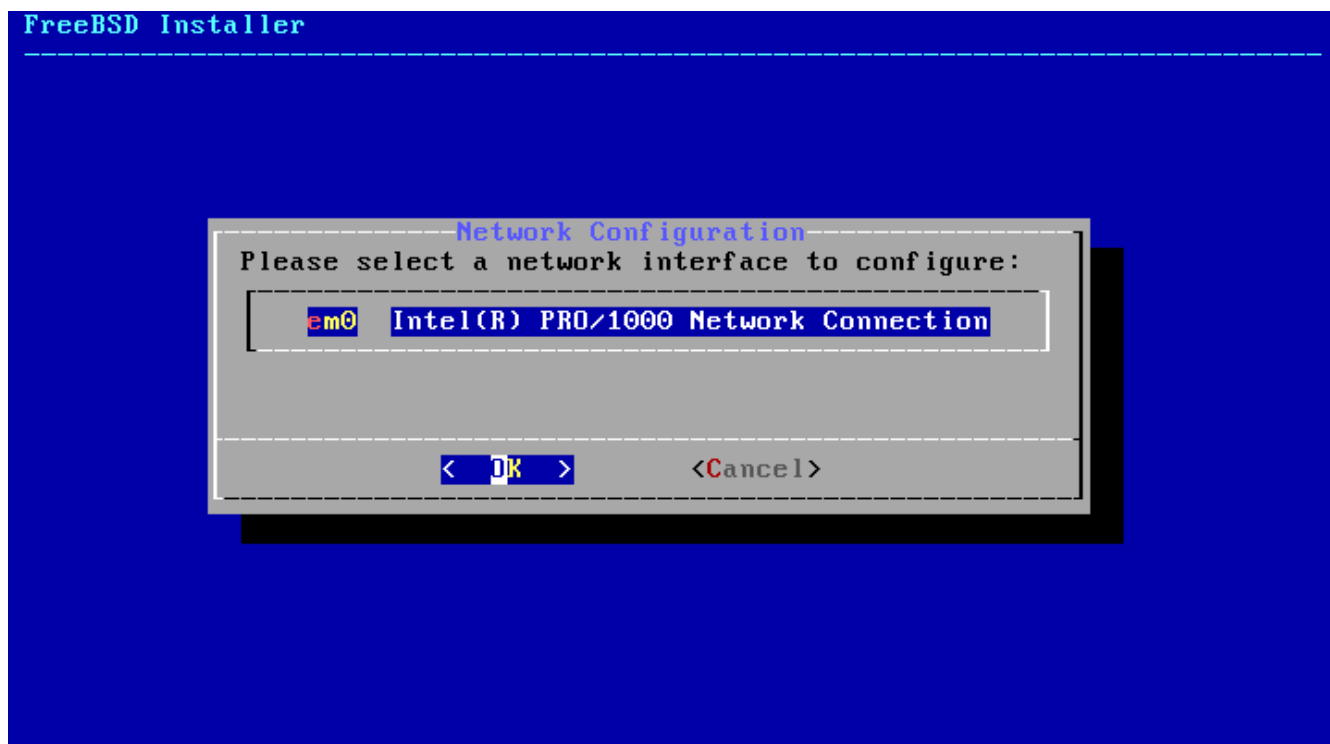 FreeBSD Installer
Network Configuration
Please select a network interface to configure:
em0 Intel(R) PRO/1000 Network Connection
< OK > <Cancel>